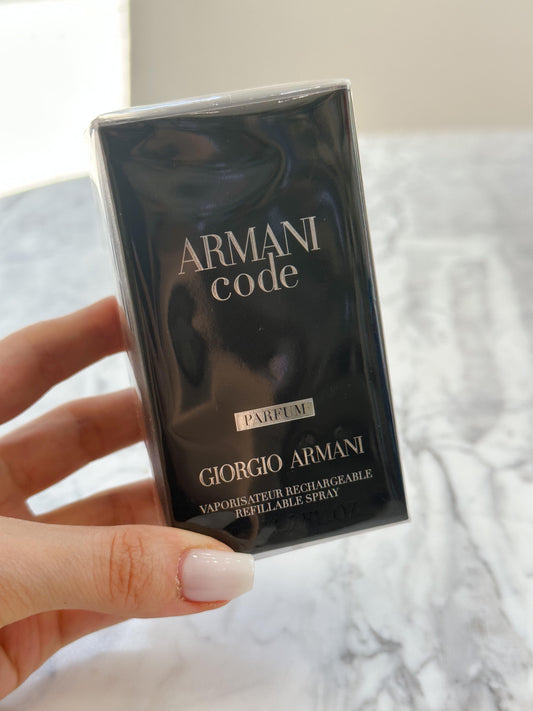 ARMANI
code
PARFUM
GIORGIO ARMANI
VAPORISATEUR RECHARGEABLE
REFILLABLE SPRAY